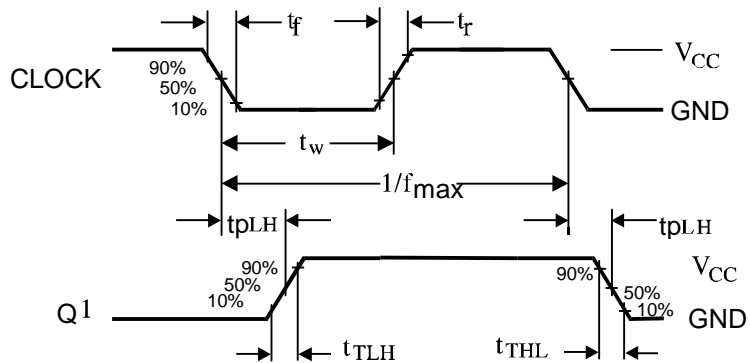 tf
tr
CLOCK
90%
50%
10%
VCC
GND
tw
1/fmax
tpLH
tpLH
Q1
90%
50%
10%
90%
50%
10%
VCC
GND
tTLH
tTHL